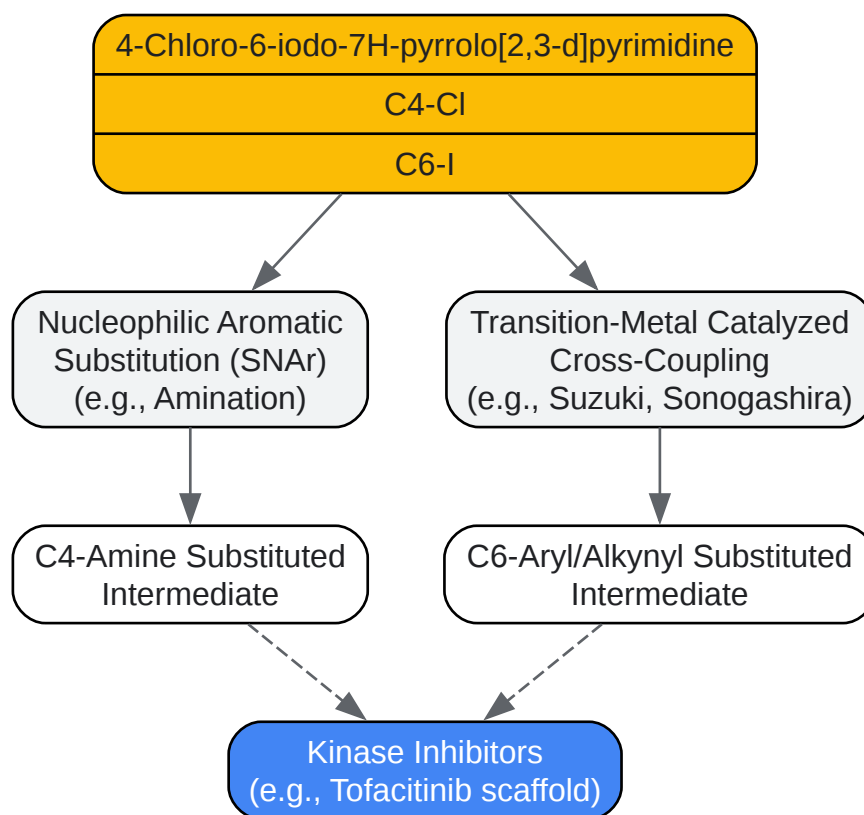 4-Chloro-6-iodo-7H-pyrrolo[2,3-d]pyrimidine
C4-Cl
C6-I
Nucleophilic Aromatic
Substitution (SNAr)
(e.g., Amination)
Transition-Metal Catalyzed
Cross-Coupling
(e.g., Suzuki, Sonogashira)
C4-Amine Substituted
Intermediate
C6-Aryl/Alkynyl Substituted
Intermediate
Kinase Inhibitors
(e.g., Tofacitinib scaffold)